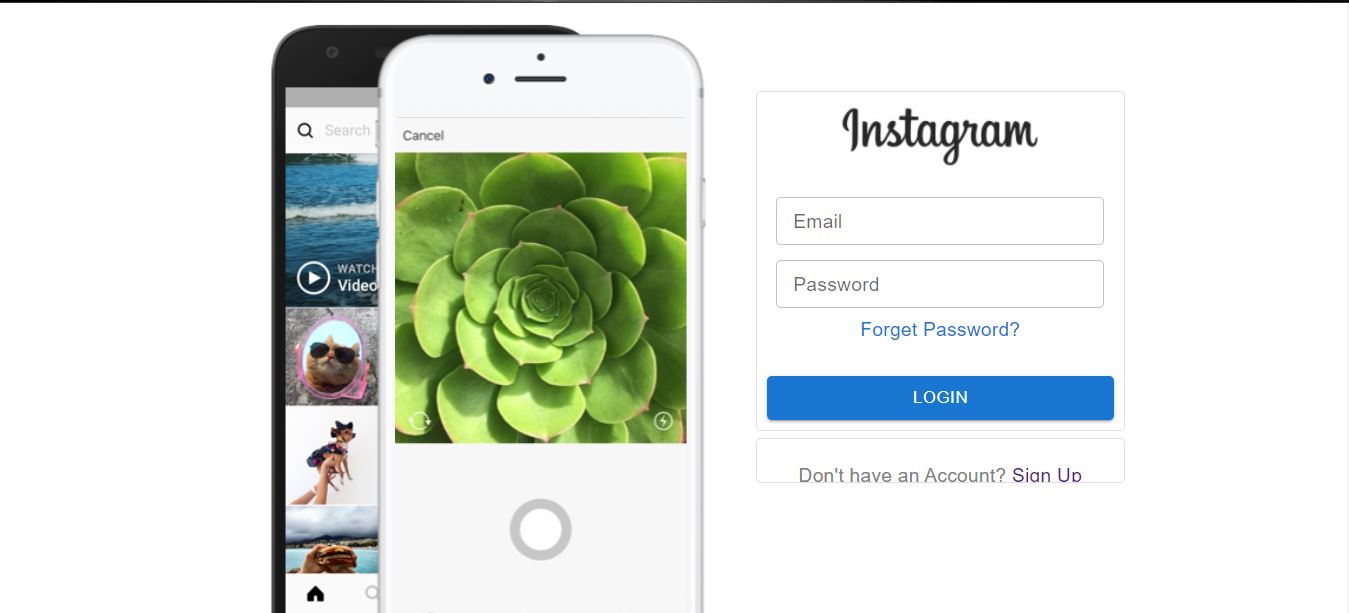 Search
WATCH
Video
Cancel
Instagram
Email
Password
Forget Password?
LOGIN
Don't have an Account? Sign Up